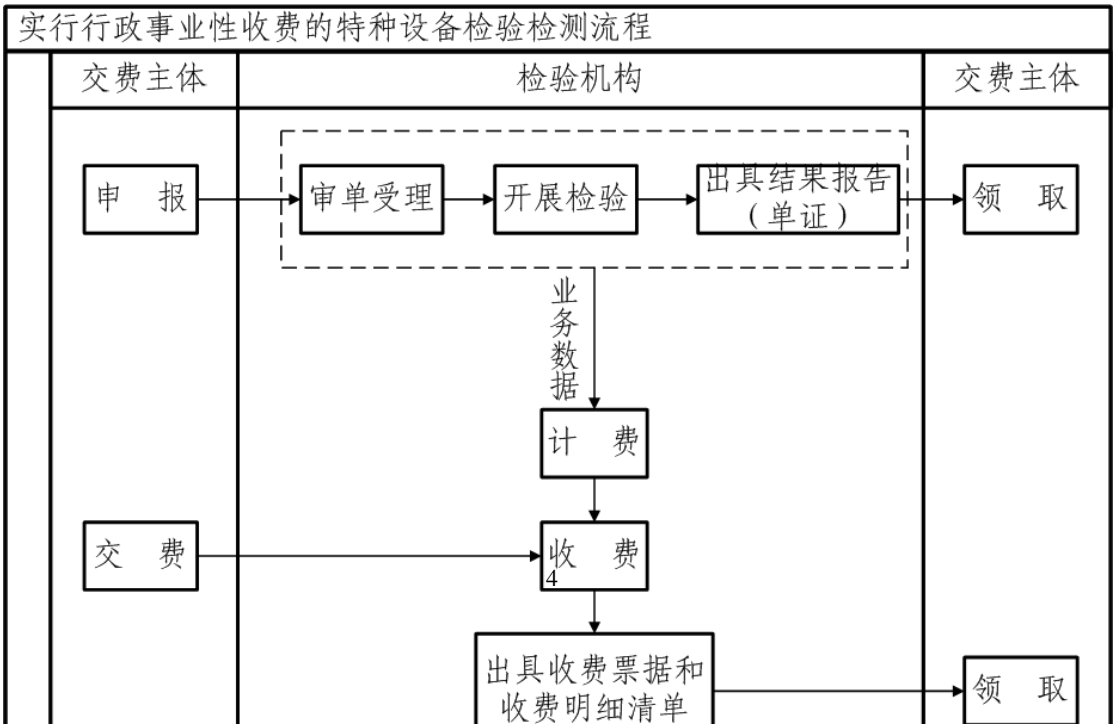 实行行政事业性收费的特种设备检验检测流程
交费主体
检验机构
交费主体
申 报
审单受理
开展检验
出具结果报告
（单证）
领 取
业务数据
计 费
交 费
收 费
4
出具收费票据和
收费明细清单
领 取